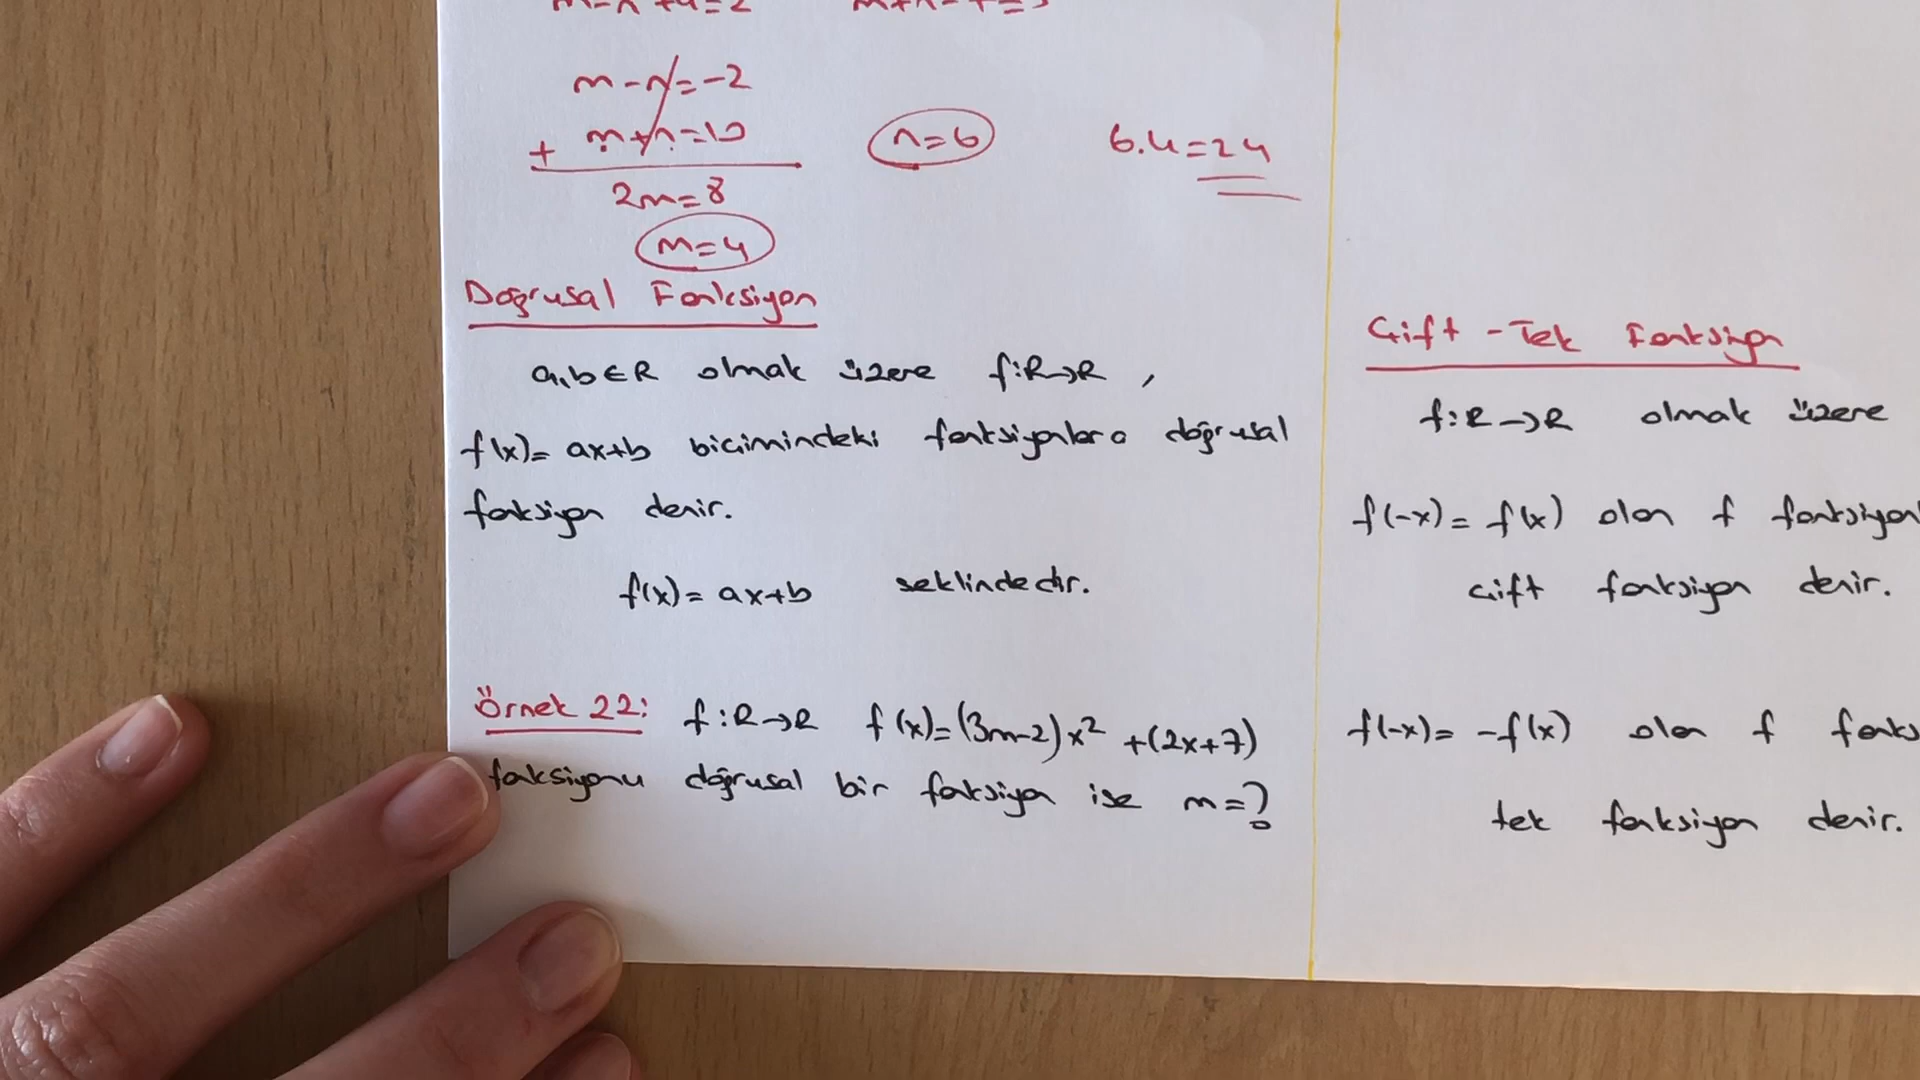 m-n=-2
+ m+n=10
2m=8
m=4
n=6
6.4=24
Doğrusal Fonksiyon
a,b∈R olmak üzere f:R→R ,
f(x)= ax+b biçimindeki fonksiyonlara doğrusal
fonksiyon denir.
f(x)= ax+b seklindedir.
Örnek 22: f:R→R f(x)=(3m-2)x² +(2x+7)
fonksiyonu doğrusal bir fonksiyon ise m=?
Çift -Tek Fonksiyon
f:R→R olmak üzere
f(-x)= f(x) olan f fonksiyon
çift fonksiyon denir.
f(-x)= -f(x) olan f fonks
tek fonksiyon denir.